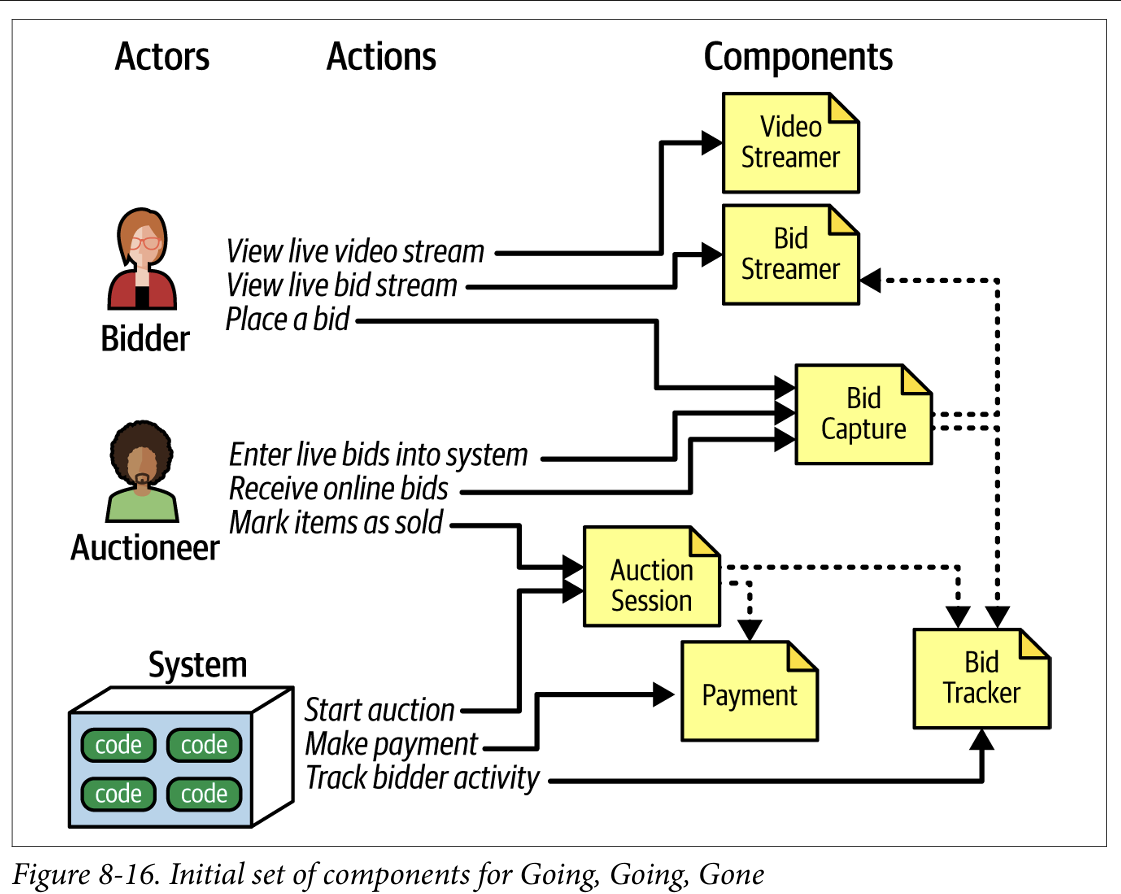 Actors
Actions
Components
Video
Streamer
Bid
Streamer
View live video stream
View live bid stream
Place a bid
Bidder
Bid
Capture
Enter live bids into system
Receive online bids
Mark items as sold
Auctioneer
Auction
Session
System
code
code
code
code
Start auction
Make payment
Track bidder activity
Payment
Bid
Tracker
Figure 8-16. Initial set of components for Going, Going, Gone